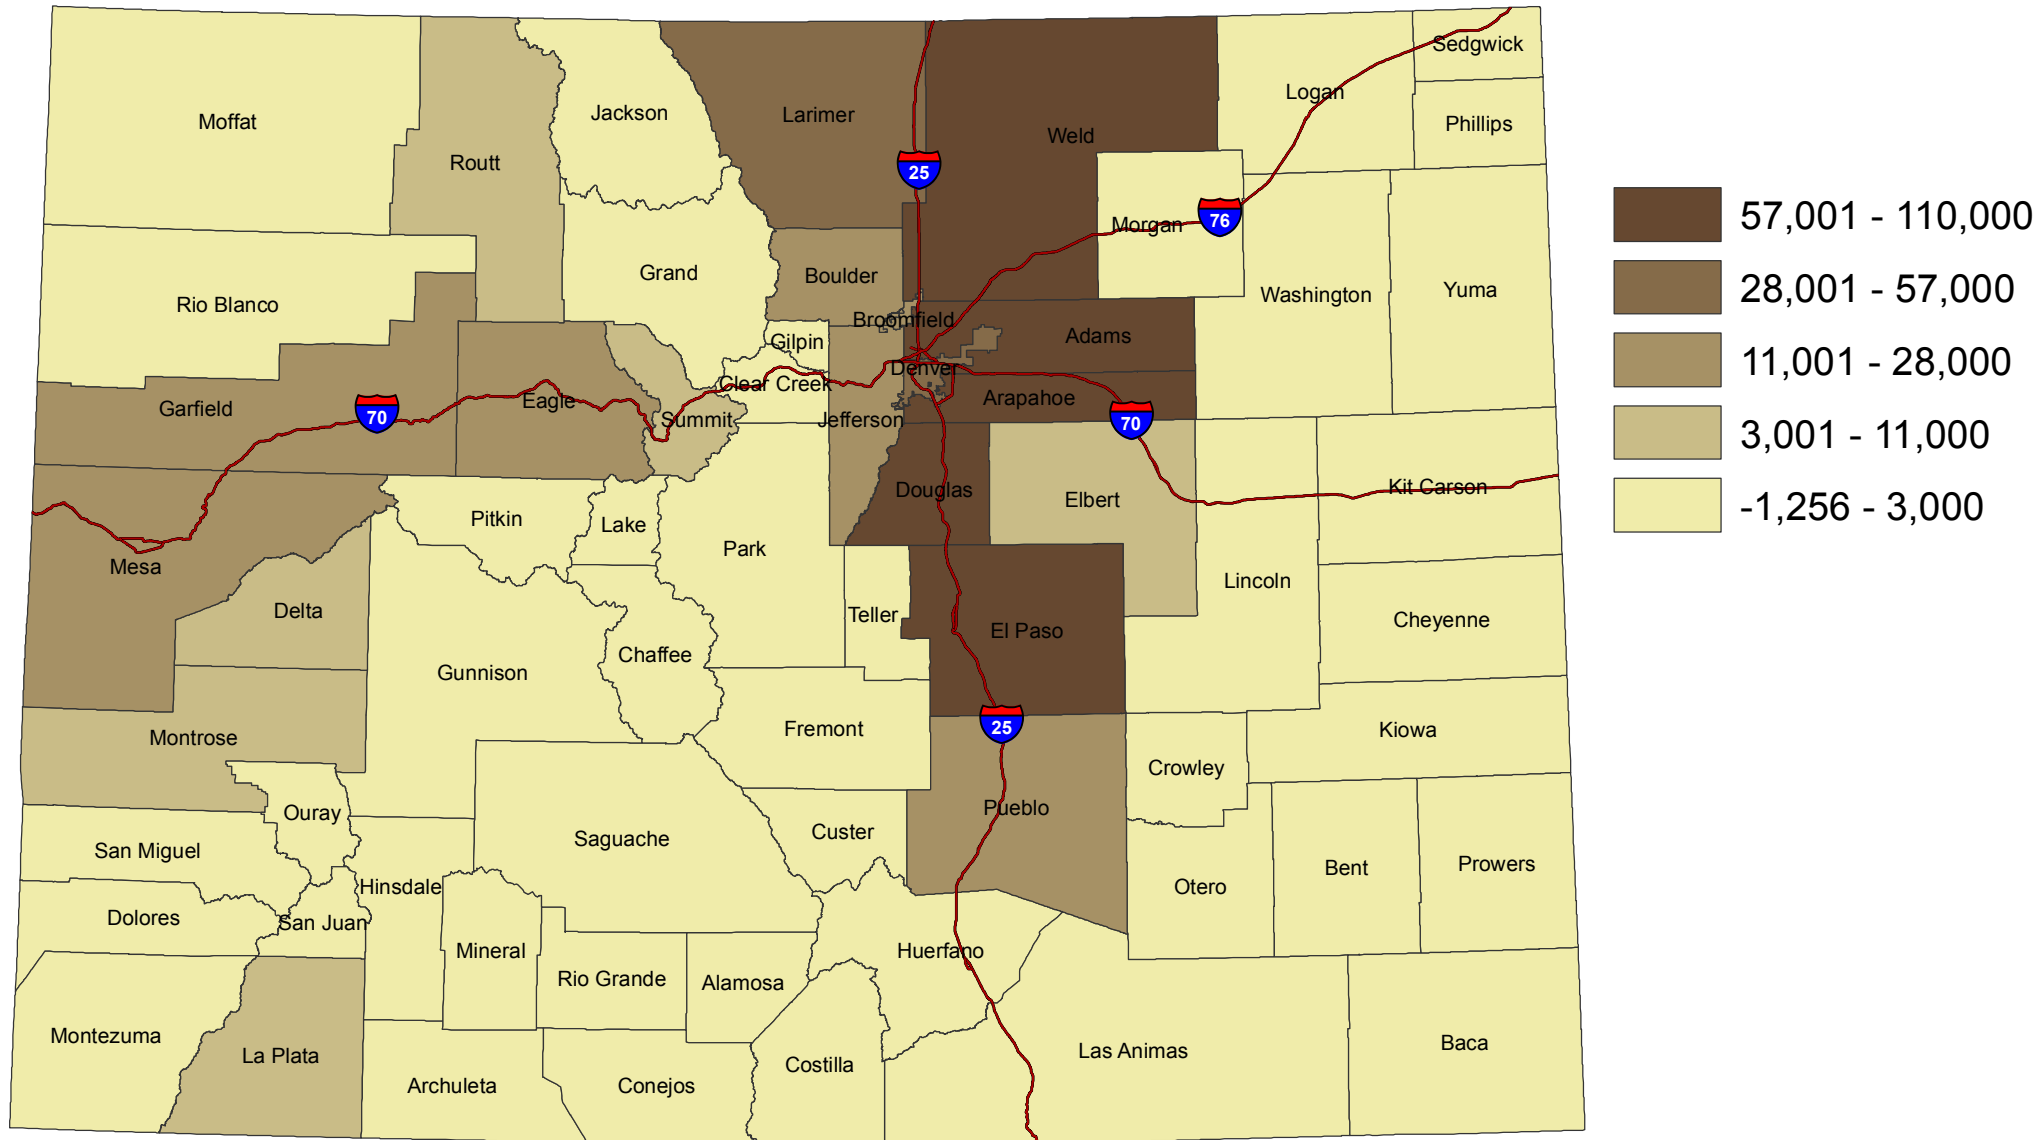 Sedgwick
Logan
Moffat
Jackson
Larimer
Phillips
Weld
Routt
25
76
Morgan
57,001 - 110,000
Grand
Boulder
Rio Blanco
Washington
Yuma
28,001 - 57,000
Broomfield
Gilpin
Adams
Denver
11,001 - 28,000
Clear Creek
Arapahoe
Garfield
70
Eagle
Summit
Jefferson
70
3,001 - 11,000
Kit Carson
Douglas
Elbert
-1,256 - 3,000
Pitkin
Lake
Park
Mesa
Lincoln
Delta
Teller
Cheyenne
El Paso
Chaffee
Gunnison
Montrose
Fremont
25
Kiowa
Crowley
Ouray
Pueblo
San Miguel
Saguache
Custer
Hinsdale
Otero
Bent
Prowers
Dolores
San Juan
Mineral
Huerfano
Rio Grande
Alamosa
Montezuma
La Plata
Archuleta
Conejos
Costilla
Las Animas
Baca